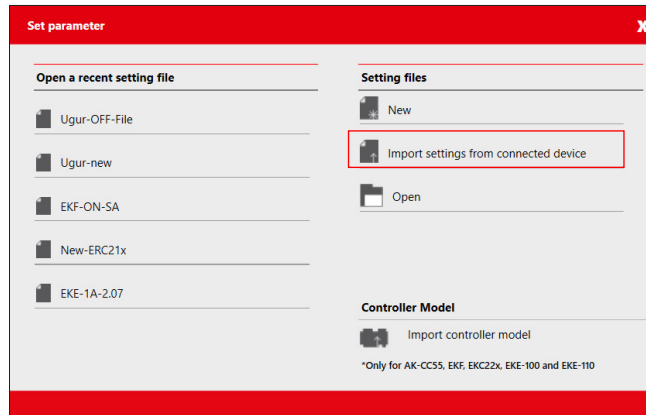 Set parameter
X
Open a recent setting file
Ugur-OFF-File
Ugur-new
EKF-ON-SA
New-ERC21x
EKE-1A-2.07
Setting files
New
Import settings from connected device
Open
Controller Model
Import controller model
*Only for AK-CC55, EKF, EKC22x, EKE-100 and EKE-110